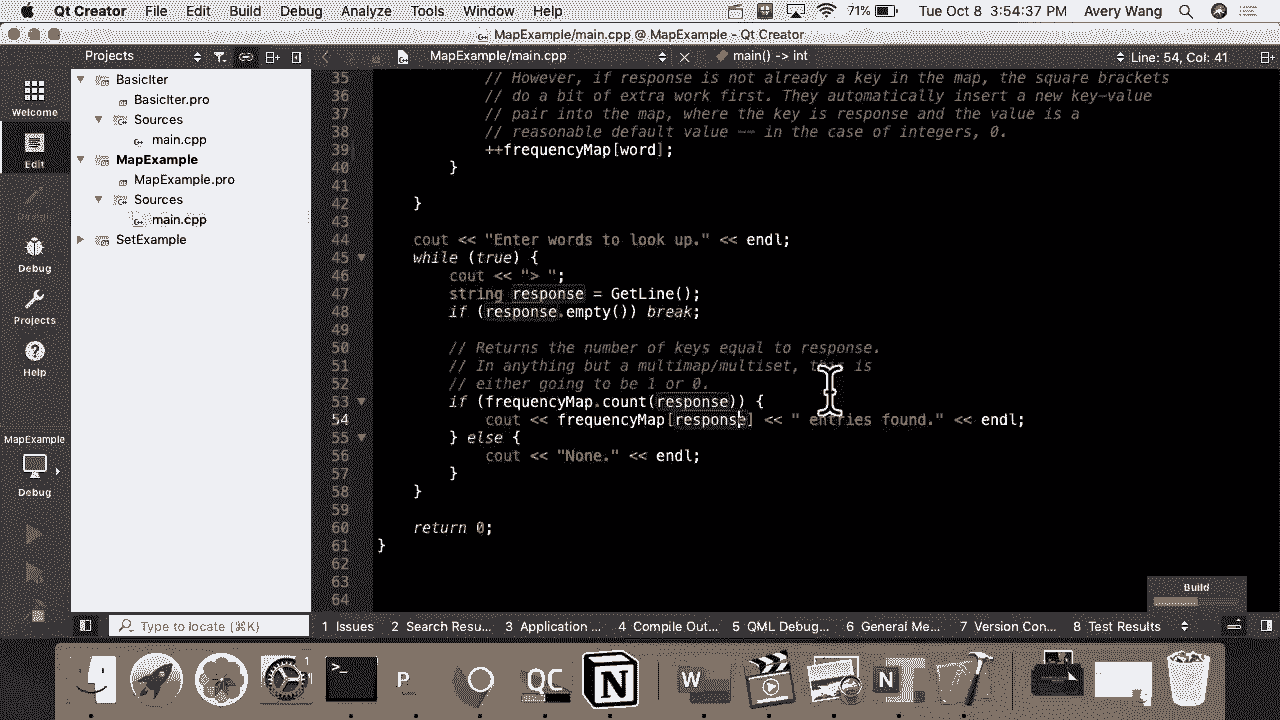 Qt Creator File Edit Build Debug Analyze Tools Window Help 71% Tue Oct 8 3:54:37 PM Avery Wang
MapExample/main.cpp @ MapExample - Qt Creator
Projects MapExample/main.cpp main() -> int Line: 54, Col: 41
Welcome
Edit
Design
Debug
Projects
Help
MapExample
Debug
BasicIter
BasicIter.pro
Sources
main.cpp
MapExample
MapExample.pro
Sources
main.cpp
SetExample
35 // However, if response is not already a key in the map, the square brackets
36 // do a bit of extra work first. They automatically insert a new key-value
37 // pair into the map, where the key is response and the value is a
38 // reasonable default value -- in the case of integers, 0.
39 ++frequencyMap[word];
40 }
41
42 }
43
44 cout << "Enter words to look up." << endl;
45 while (true) {
46 cout << "> ";
47 string response = GetLine();
48 if (response.empty()) break;
49
50 // Returns the number of keys equal to response.
51 // In anything but a multimap/multiset, this is
52 // either going to be 1 or 0.
53 if (frequencyMap.count(response)) {
54 cout << frequencyMap[response] << " entries found." << endl;
55 } else {
56 cout << "None." << endl;
57 }
58 }
59
60 return 0;
61 }
62
63
64
Build
Type to locate (⌘K) 1 Issues 2 Search Resu... 3 Application ... 4 Compile Out... 5 QML Debug... 6 General Me... 7 Version Con... 8 Test Results
>_ P QC N W N